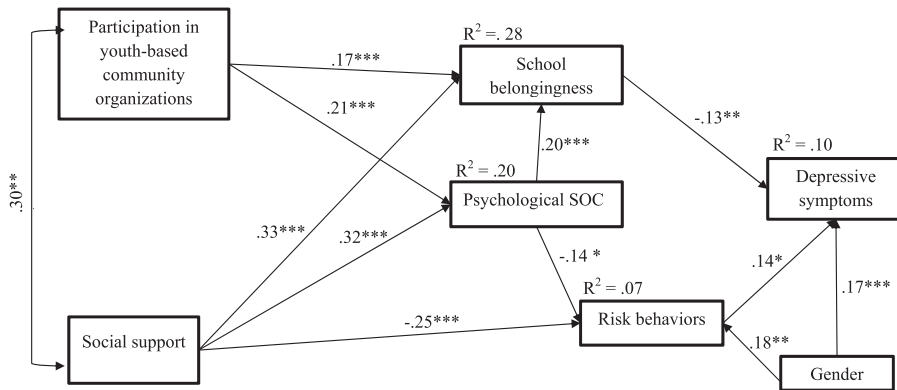 Participation in
youth-based
community
organizations
R² =. 28
School
belongingness
.17***
.21***
-.13**
.20***
R² = .10
Depressive
symptoms
R² = .20
Psychological SOC
.30**
.33***
.32***
-.14 *
.14*
.17***
R² = .07
Risk behaviors
-.25***
Social support
.18**
Gender